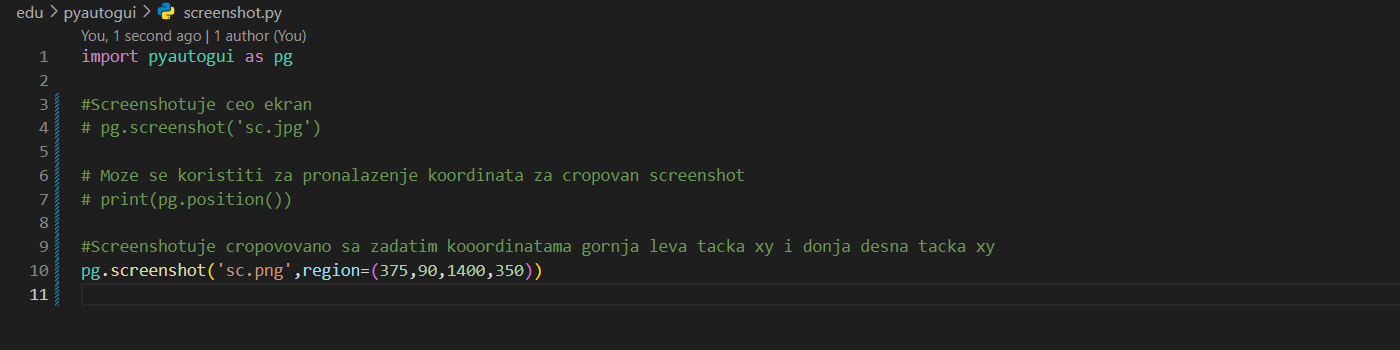 edu > pyautogui > screenshot.py
You, 1 second ago | 1 author (You)
1 import pyautogui as pg
2
3 #Screenshotuje ceo ekran
4 # pg.screenshot('sc.jpg')
5
6 # Moze se koristiti za pronalazenje koordinata za cropovan screenshot
7 # print(pg.position())
8
9 #Screenshotuje cropovovano sa zadatim kooordinatama gornja leva tacka xy i donja desna tacka xy
10 pg.screenshot('sc.png',region=(375,90,1400,350))
11